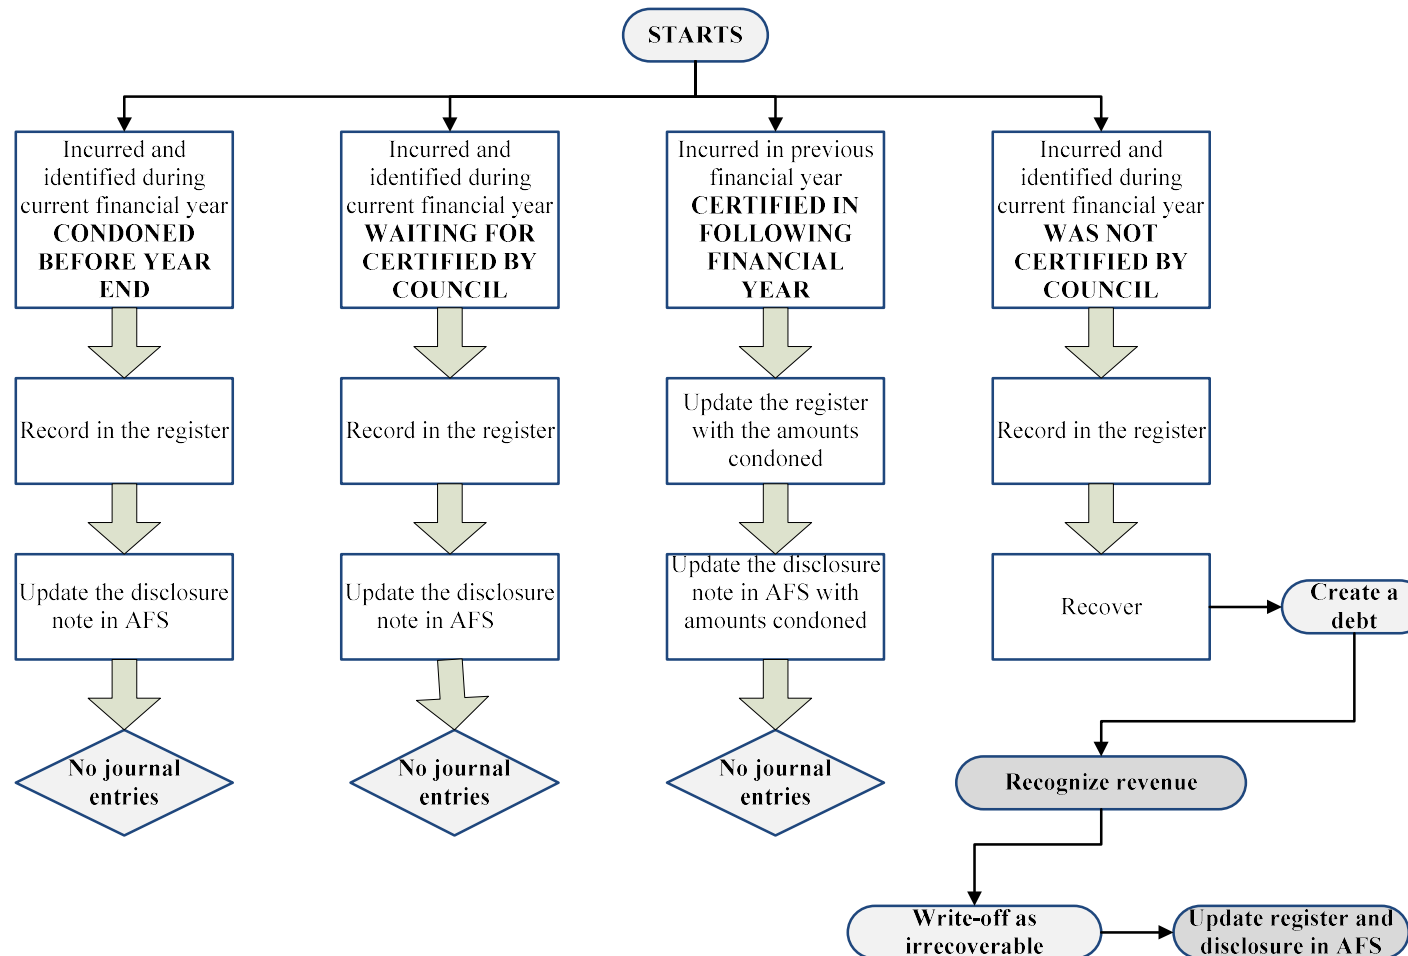 STARTS
Incurred and
identified during
current financial year
CONDONED
BEFORE YEAR
END
Incurred and
identified during
current financial year
WAITING FOR
CERTIFIED BY
COUNCIL
Incurred in previous
financial year
CERTIFIED IN
FOLLOWING
FINANCIAL
YEAR
Incurred and
identified during
current financial year
WAS NOT
CERTIFIED BY
COUNCIL
Record in the register
Record in the register
Update the register
with the amounts
condoned
Record in the register
Update the disclosure
note in AFS
Update the disclosure
note in AFS
Update the disclosure
note in AFS with
amounts condoned
Recover
Create a
debt
No journal
entries
No journal
entries
No journal
entries
Recognize revenue
Write-off as
irrecoverable
Update register and
disclosure in AFS